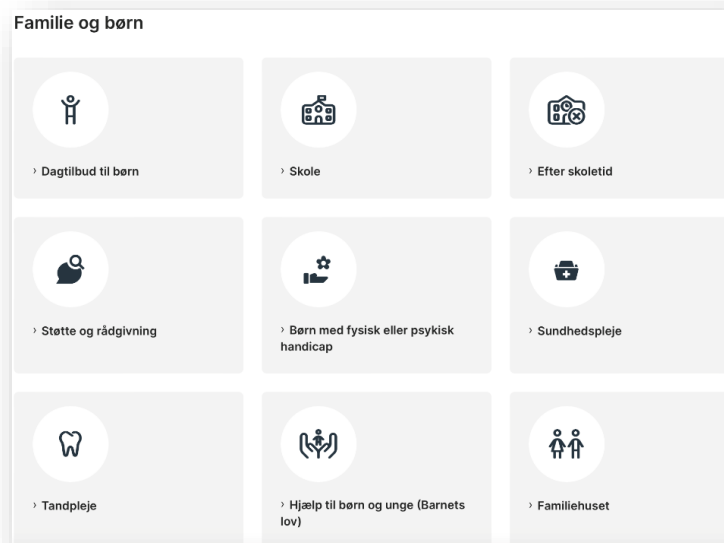 Familie og børn
› Dagtilbud til børn
› Skole
› Efter skoletid
› Støtte og rådgivning
› Børn med fysisk eller psykisk
handicap
› Sundhedspleje
› Tandpleje
› Hjælp til børn og unge (Barnets
lov)
› Familiehuset